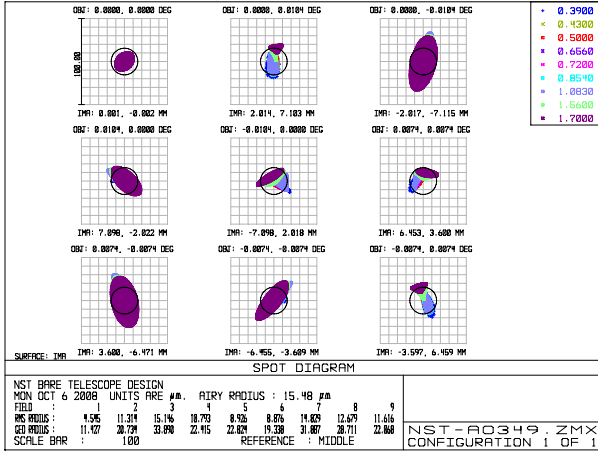 OBJ: 0.0000, 0.0000 DEG
OBJ: 0.0000, 0.0104 DEG
OBJ: 0.0000, -0.0104 DEG
0.3900
0.4300
0.5000
0.6560
0.7200
0.8540
1.0830
1.5600
1.7000
100.00
IMA: 0.001, -0.002 MM
IMA: 2.014, 7.103 MM
IMA: -2.017, -7.115 MM
OBJ: 0.0104, 0.0000 DEG
OBJ: -0.0104, 0.0000 DEG
OBJ: 0.0074, 0.0074 DEG
IMA: 7.098, -2.022 MM
IMA: -7.098, 2.018 MM
IMA: 6.453, 3.600 MM
OBJ: 0.0074, -0.0074 DEG
OBJ: -0.0074, -0.0074 DEG
OBJ: -0.0074, 0.0074 DEG
IMA: 3.600, -6.471 MM
IMA: -6.455, -3.609 MM
IMA: -3.597, 6.459 MM
SURFACE: IMA
SPOT DIAGRAM
NST BARE TELESCOPE DESIGN
MON OCT 6 2008 UNITS ARE µm. AIRY RADIUS : 15.48 µm
FIELD : 1 2 3 4 5 6 7 8 9
RMS RADIUS : 4.545 11.314 15.146 10.793 8.926 8.876 14.029 12.679 11.616
GEO RADIUS : 11.427 20.734 33.090 22.415 22.024 19.330 31.007 28.711 22.060
SCALE BAR : 100 REFERENCE : MIDDLE
NST-A0349.ZMX
CONFIGURATION 1 OF 1